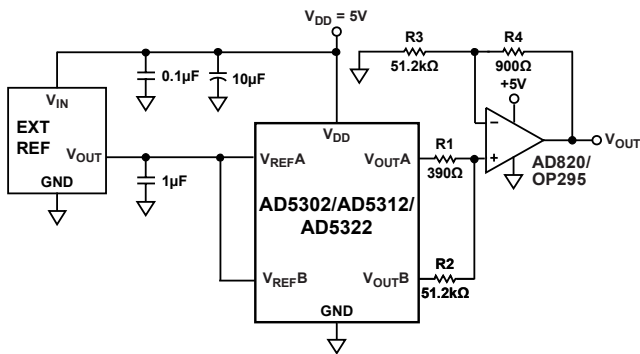 V_DD = 5V
R3
51.2kΩ
R4
900Ω
+5V
0.1µF
10µF
V_IN
EXT
REF
V_OUT
GND
1µF
V_DD
V_REFA
V_OUTA
AD5302/AD5312/
AD5322
V_REFB
V_OUTB
GND
R1
390Ω
R2
51.2kΩ
−
+
V_OUT
AD820/
OP295